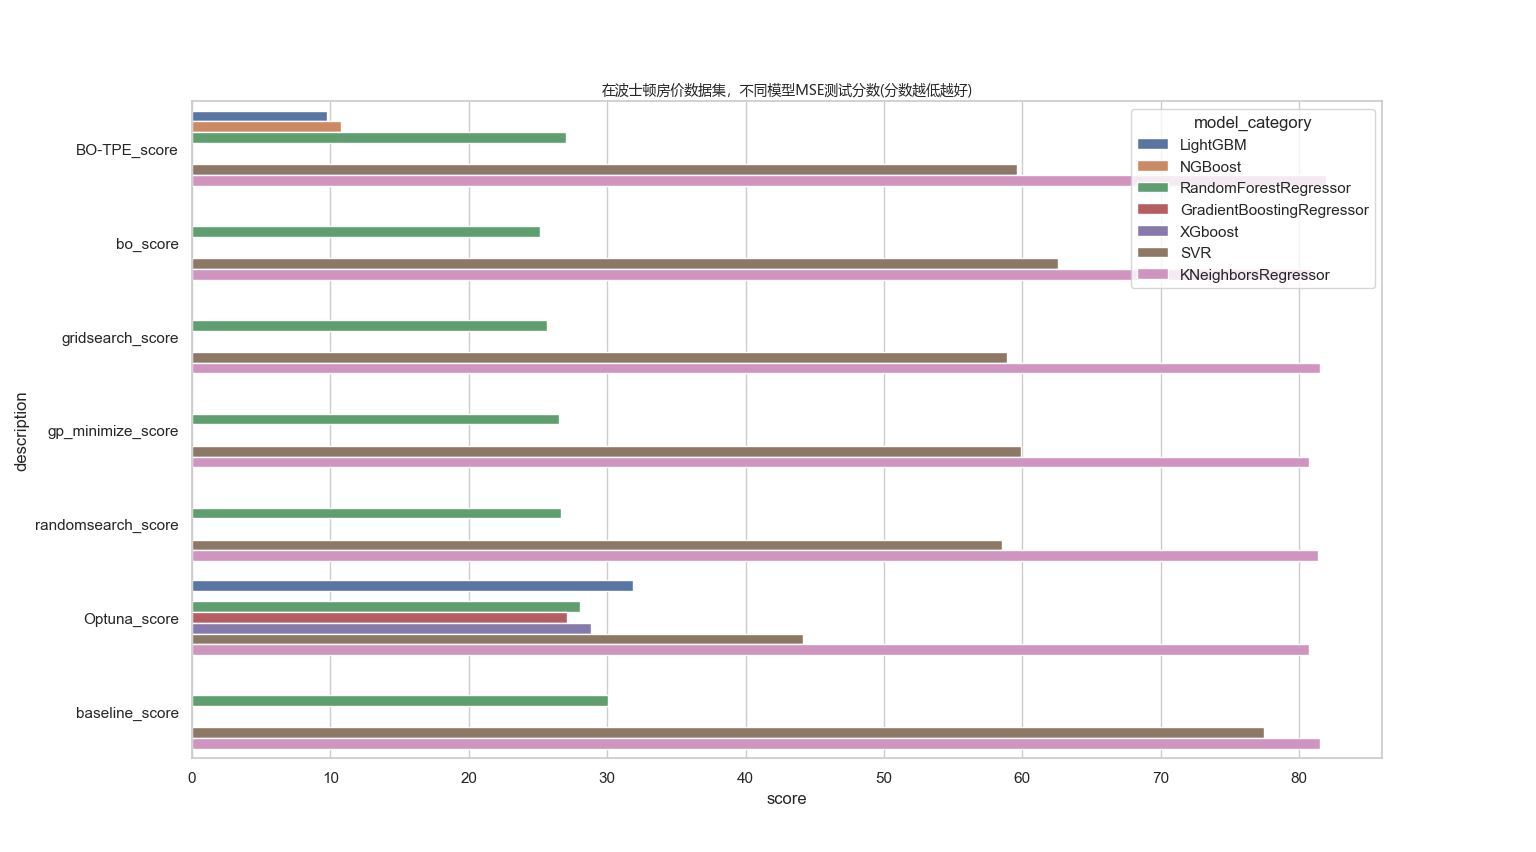 在波士顿房价数据集，不同模型MSE测试分数(分数越低越好)
model_category
LightGBM
NGBoost
RandomForestRegressor
GradientBoostingRegressor
XGboost
SVR
KNeighborsRegressor
description
BO-TPE_score
bo_score
gridsearch_score
gp_minimize_score
randomsearch_score
Optuna_score
baseline_score
0 10 20 30 40 50 60 70 80
score